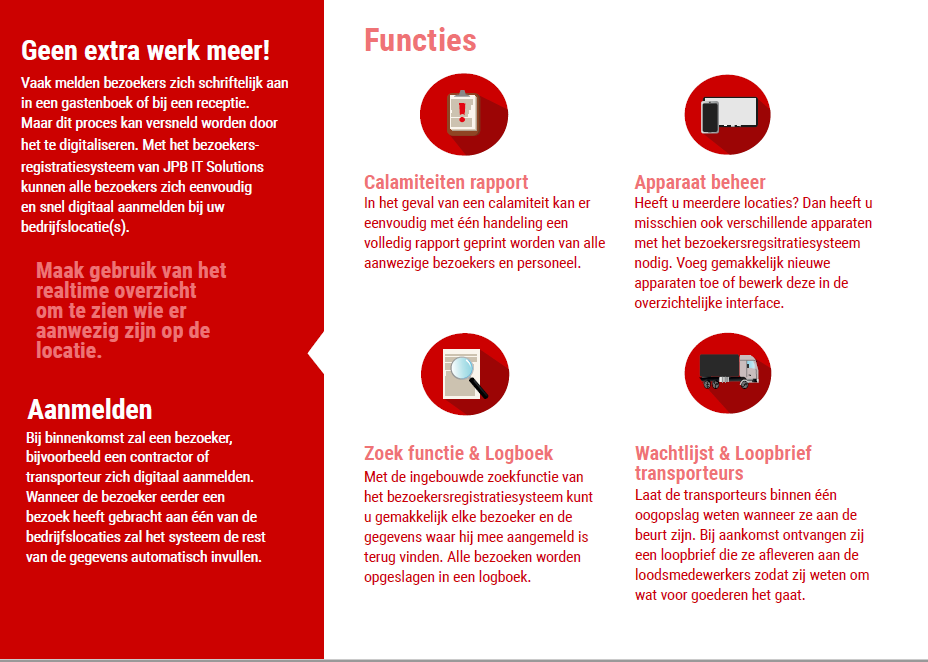 Geen extra werk meer!
Vaak melden bezoekers zich schriftelijk aan
in een gastenboek of bij een receptie.
Maar dit proces kan versneld worden door
het te digitaliseren. Met het bezoekers-
registratiesysteem van JPB IT Solutions
kunnen alle bezoekers zich eenvoudig
en snel digitaal aanmelden bij uw
bedrijfslocatie(s).
Maak gebruik van het
realtime overzicht
om te zien wie er
aanwezig zijn op de
locatie.
Aanmelden
Bij binnenkomst zal een bezoeker,
bijvoorbeeld een contractor of
transporteur zich digitaal aanmelden.
Wanneer de bezoeker eerder een
bezoek heeft gebracht aan één van de
bedrijfslocaties zal het systeem de rest
van de gegevens automatisch invullen.
Functies
Calamiteiten rapport
In het geval van een calamiteit kan er
eenvoudig met één handeling een
volledig rapport geprint worden van alle
aanwezige bezoekers en personeel.
Apparaat beheer
Heeft u meerdere locaties? Dan heeft u
misschien ook verschillende apparaten
met het bezoekersregsitratiesysteem
nodig. Voeg gemakkelijk nieuwe
apparaten toe of bewerk deze in de
overzichtelijke interface.
Zoek functie & Logboek
Met de ingebouwde zoekfunctie van
het bezoekersregistratiesysteem kunt
u gemakkelijk elke bezoeker en de
gegevens waar hij mee aangemeld is
terug vinden. Alle bezoeken worden
opgeslagen in een logboek.
Wachtlijst & Loopbrief
transporteurs
Laat de transporteurs binnen één
oogopslag weten wanneer ze aan de
beurt zijn. Bij aankomst ontvangen zij
een loopbrief die ze afleveren aan de
loodsmedewerkers zodat zij weten om
wat voor goederen het gaat.